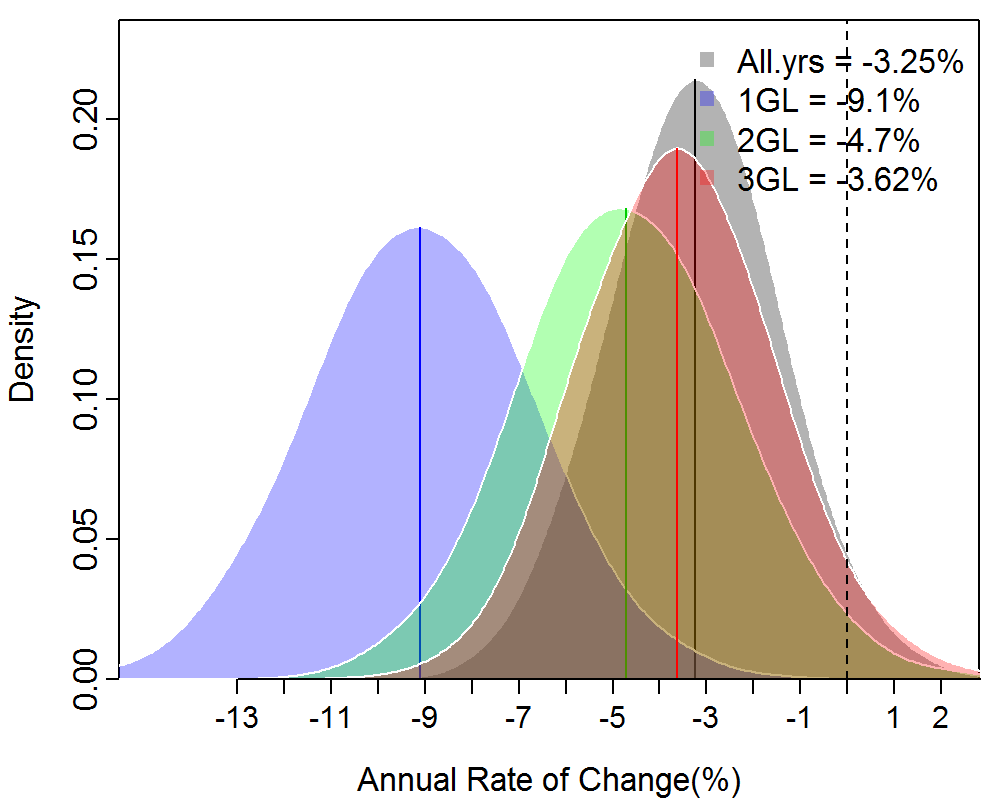 All.yrs = -3.25%
1GL = -9.1%
2GL = -4.7%
3GL = -3.62%
0.20
0.15
0.10
0.05
0.00
Density
-13 -11 -9 -7 -5 -3 -1 1 2
Annual Rate of Change(%)